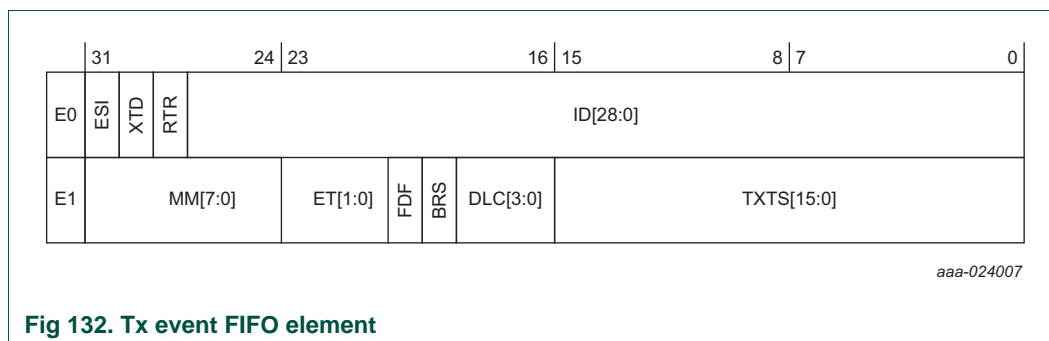 31 24 23 16 15 8 7 0
E0 ESI XTD RTR ID[28:0]
E1 MM[7:0] ET[1:0] FDF BRS DLC[3:0] TXTS[15:0]
aaa-024007
Fig 132. Tx event FIFO element